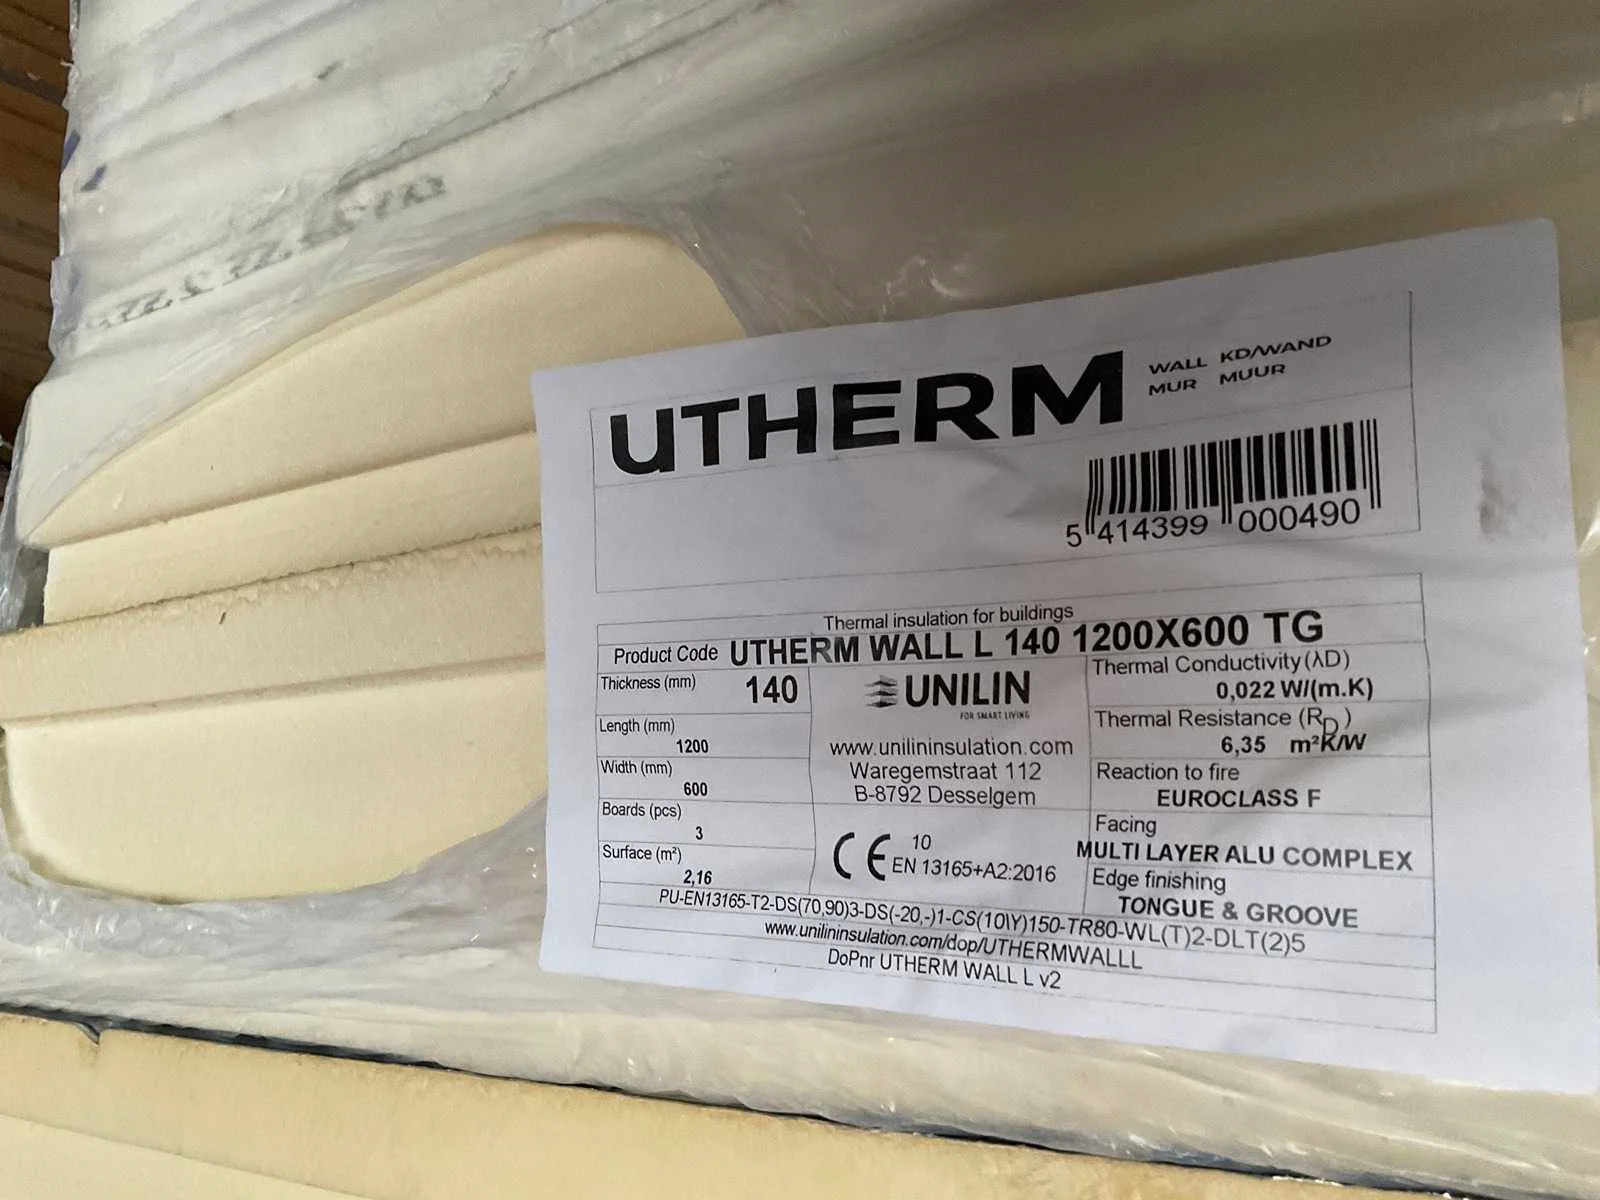 UTHERM
WALL KD/WAND
MUR MUUR
5 414399 000490
Thermal insulation for buildings
Product Code UTHERM WALL L 140 1200X600 TG
Thickness (mm)
140
Length (mm)
1200
Width (mm)
600
Boards (pcs)
3
Surface (m²)
2,16
UNILIN
FOR SMART LIVING
www.unilininsulation.com
Waregemstraat 112
B-8792 Desselgem
CE 10
EN 13165+A2:2016
Thermal Conductivity(λD)
0,022 W/(m.K)
Thermal Resistance (RD)
6,35 m²K/W
Reaction to fire
EUROCLASS F
Facing
MULTI LAYER ALU COMPLEX
Edge finishing
TONGUE & GROOVE
PU-EN13165-T2-DS(70,90)3-DS(-20,-)1-CS(10\Y)150-TR80-WL(T)2-DLT(2)5
www.unilininsulation.com/dop/UTHERMWALLL
DoPnr UTHERM WALL L v2